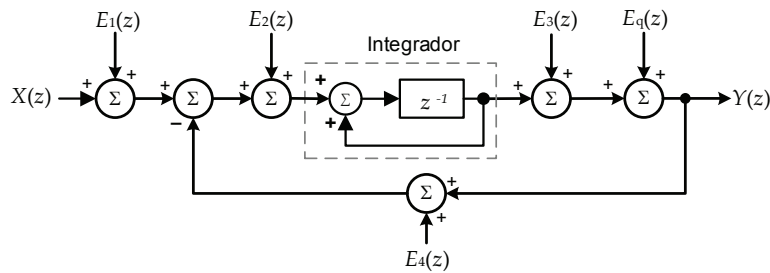 E1(z)
E2(z)
Integrador
E3(z)
Eq(z)
X(z)
+
+
Σ
+
Σ
−
+
Σ
+
+
Σ
+
z -1
+
+
Σ
+
+
Σ
+
Y(z)
Σ
+
+
E4(z)